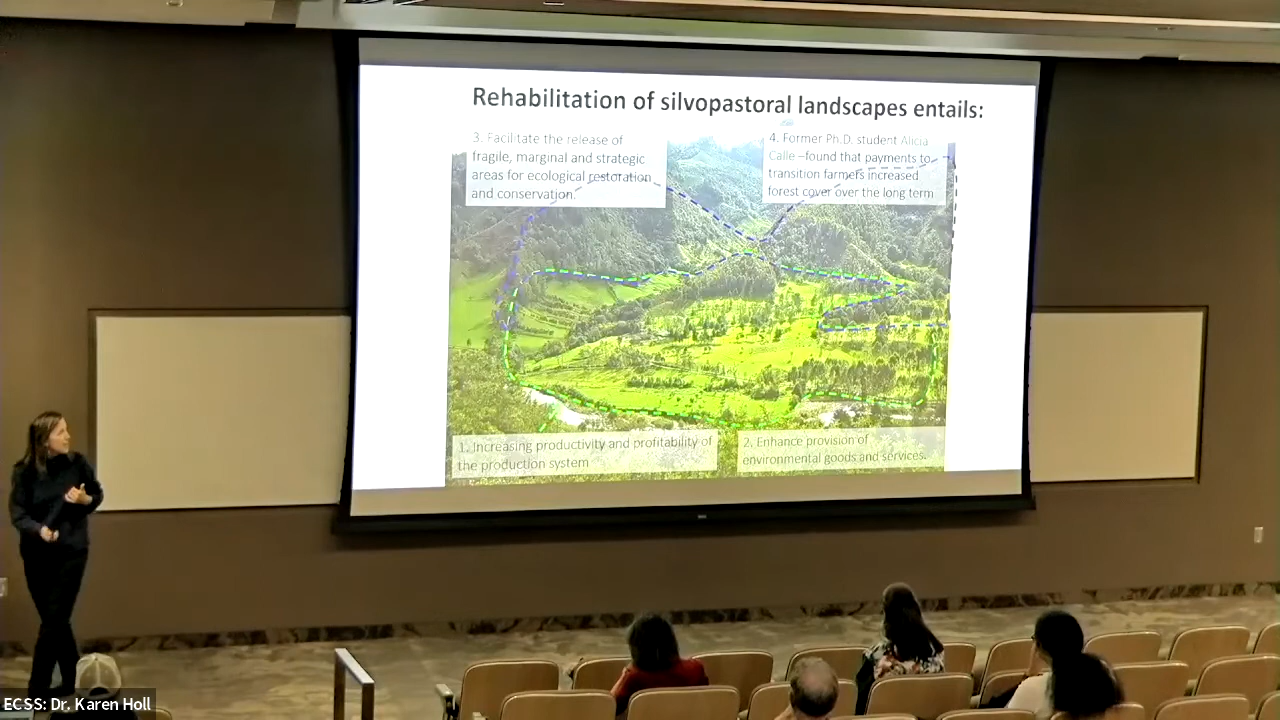 Rehabilitation of silvopastoral landscapes entails:
3. Facilitate the release of
fragile, marginal and strategic
areas for ecological restoration
and conservation.
4. Former Ph.D. student Alicia
Calle –found that payments to
transition farmers increased
forest cover over the long term
1. Increasing productivity and profitability of
the production system
2. Enhance provision of
environmental goods and services.
ECSS: Dr. Karen Holl